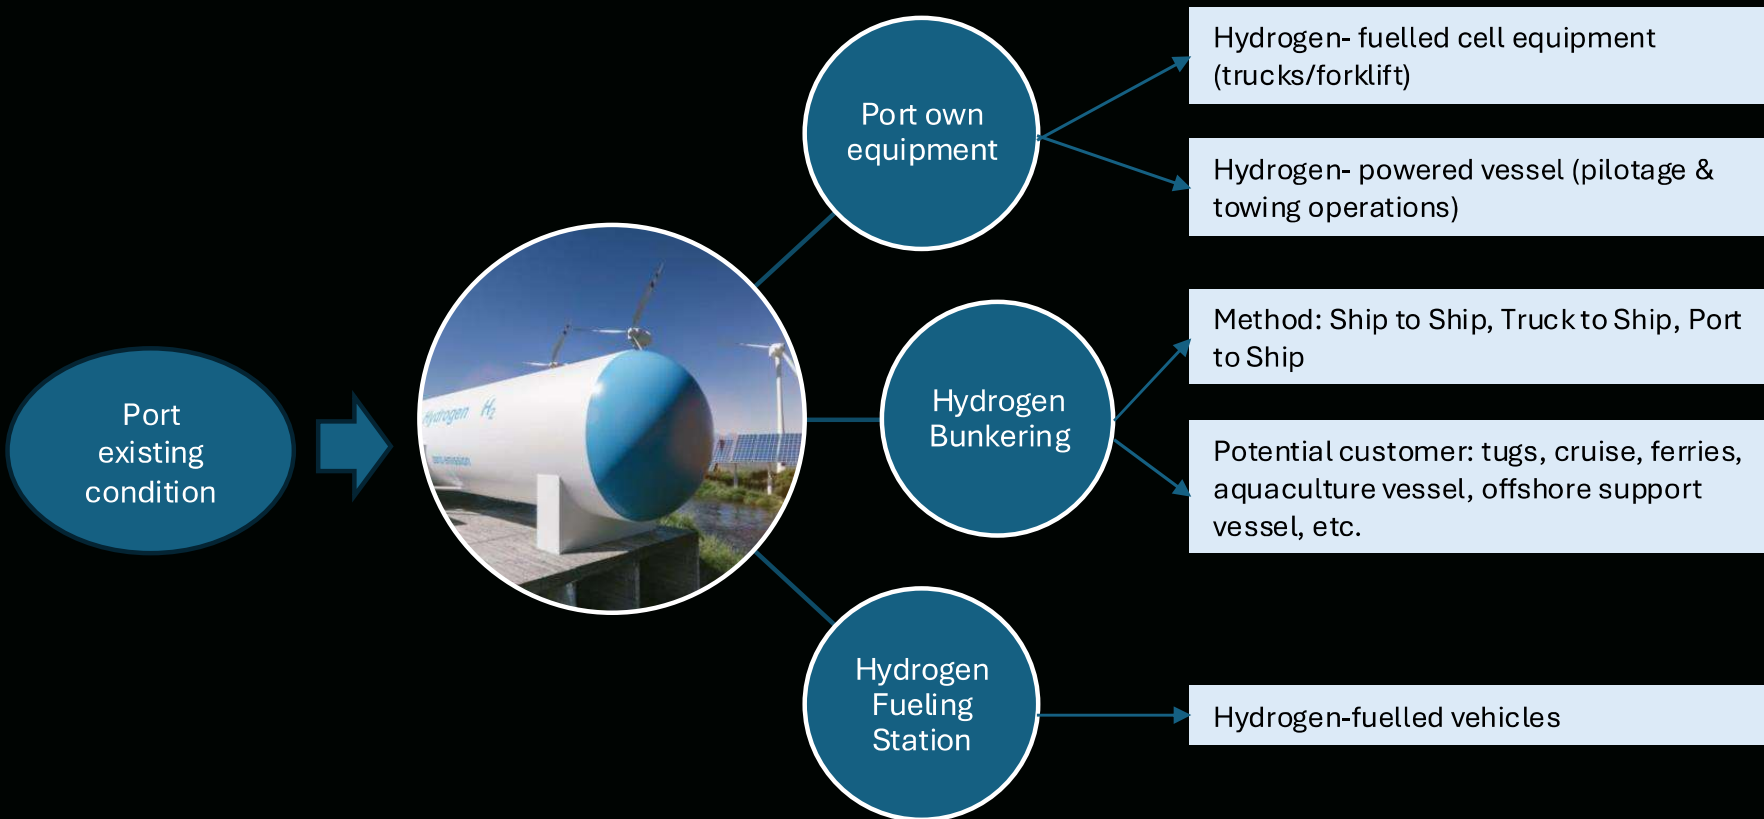 Port
existing
condition
Hydrogen H₂
zero emission
Port own
equipment
Hydrogen- fuelled cell equipment
(trucks/forklift)
Hydrogen- powered vessel (pilotage &
towing operations)
Hydrogen
Bunkering
Method: Ship to Ship, Truck to Ship, Port
to Ship
Potential customer: tugs, cruise, ferries,
aquaculture vessel, offshore support
vessel, etc.
Hydrogen
Fueling
Station
Hydrogen-fuelled vehicles